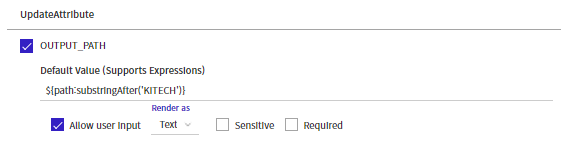 UpdateAttribute
OUTPUT_PATH
Default Value (Supports Expressions)
${path:substringAfter('KITECH')}
Render as
Allow user input Text Sensitive Required